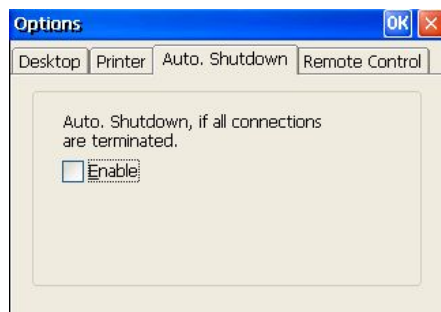 Options OK
Desktop Printer Auto. Shutdown Remote Control
Auto. Shutdown, if all connections
are terminated.
Enable